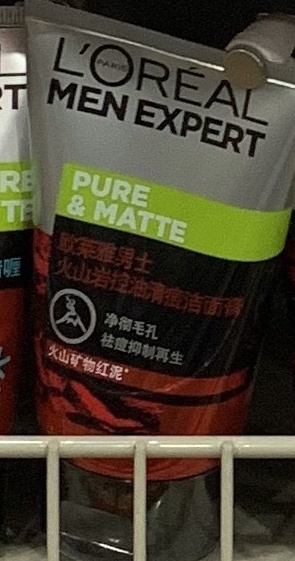 L'ORÉAL
PARIS
MEN EXPERT
PURE
& MATTE
欧莱雅男士
火山岩控油清痘洁面膏
净彻毛孔
祛痘抑制再生
火山矿物红泥*
RT